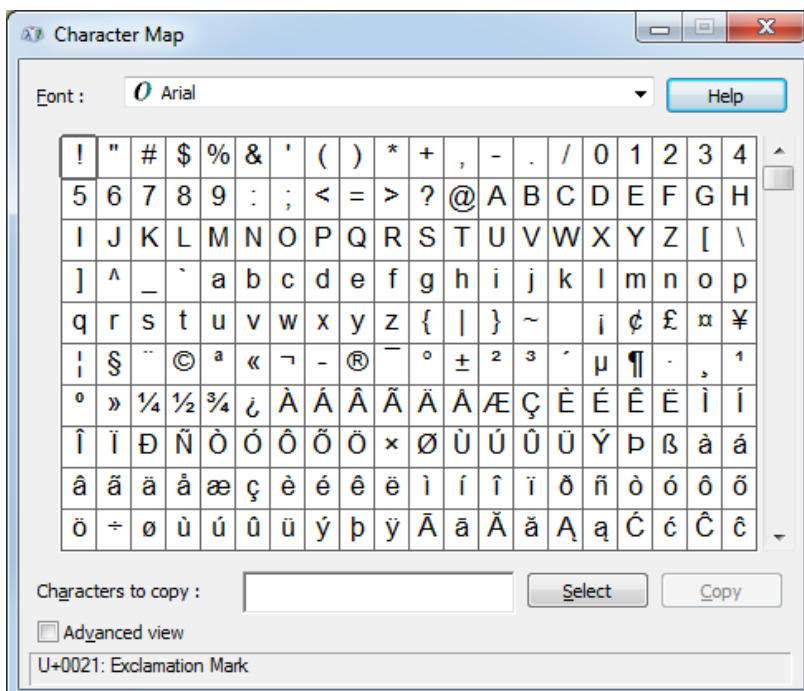 Character Map
Font : O Arial Help
! " # $ % & ' ( ) * + , - . / 0 1 2 3 4
5 6 7 8 9 : ; < = > ? @ A B C D E F G H
I J K L M N O P Q R S T U V W X Y Z [ \
] ^ _ ` a b c d e f g h i j k l m n o p
q r s t u v w x y z { | } ~   ¡ ¢ £ ¤ ¥
¦ § ¨ © ª « ¬ - ® ¯ ° ± ² ³ ´ µ ¶ · ¸ ¹
º » ¼ ½ ¾ ¿ À Á Â Ã Ä Å Æ Ç È É Ê Ë Ì Í
Î Ï Ð Ñ Ò Ó Ô Õ Ö × Ø Ù Ú Û Ü Ý Þ ß à á
â ã ä å æ ç è é ê ë ì í î ï ð ñ ò ó ô õ
ö ÷ ø ù ú û ü ý þ ÿ Ā ā Ă ă Ą ą Ć ć Ĉ ĉ
Characters to copy : Select Copy
Advanced view
U+0021: Exclamation Mark